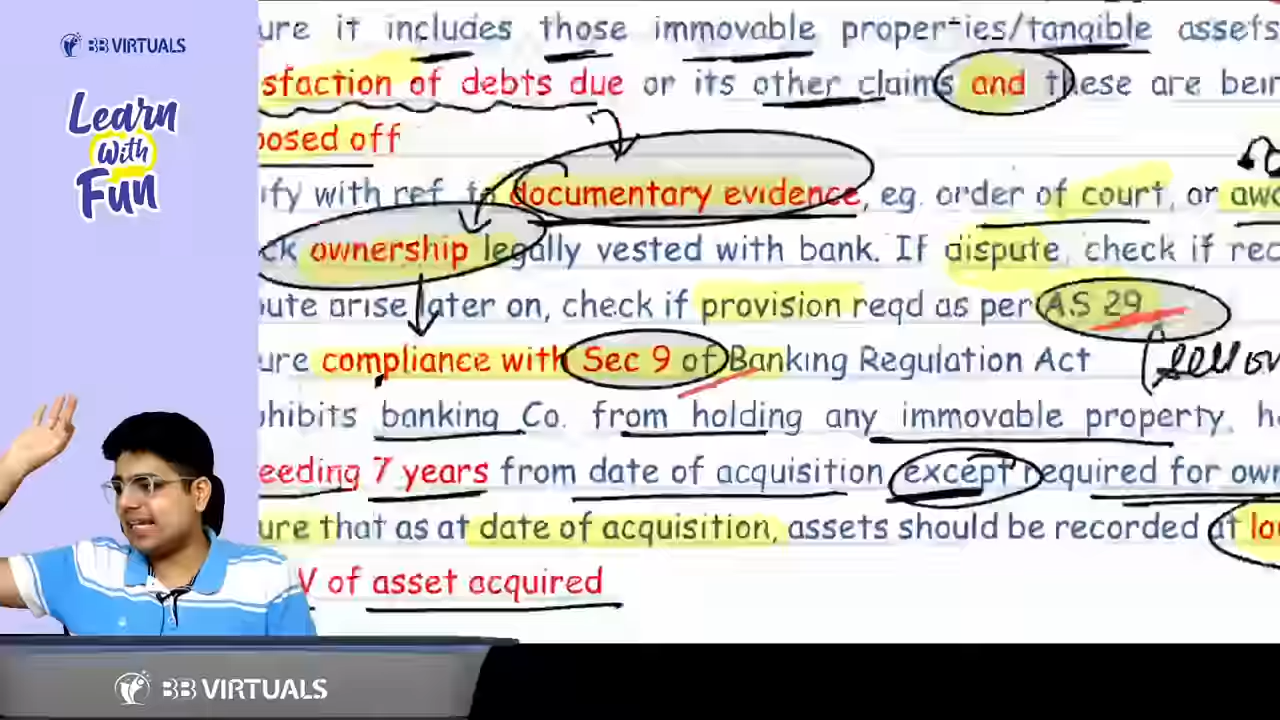 BB VIRTUALS
Learn
With
Fun
ure it includes those immovable properties/tangible assets
sfaction of debts due or its other claims and these are bein
posed off
ify with ref. to documentary evidence, eg. order of court, or awa
ck ownership legally vested with bank. If dispute, check if rec
ute arise later on, check if provision reqd as per AS 29
ure compliance with Sec 9 of Banking Regulation Act
hibits banking Co. from holding any immovable property, h
eeding 7 years from date of acquisition except required for own
ure that as at date of acquisition, assets should be recorded at lo
V of asset acquired
BB VIRTUALS